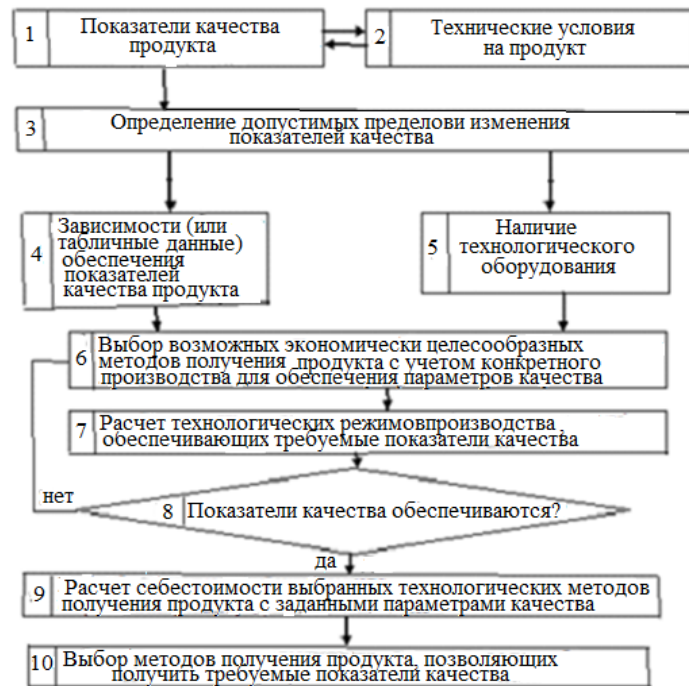 1
Показатели качества
продукта
2
Технические условия
на продукт
3
Определение допустимых пределови изменения
показателей качества
4
Зависимости (или
табличные данные)
обеспечения
показателей
качества продукта
5
Наличие
технологического
оборудования
6
Выбор возможных экономически целесообразных
методов получения продукта с учетом конкретного
производства для обеспечения параметров качества
7
Расчет технологических режимовпроизводства,
обеспечивающих требуемые показатели качества
нет
8 Показатели качества обеспечиваются?
да
9
Расчет себестоимости выбранных технологических методов
получения продукта с заданными параметрами качества
10
Выбор методов получения продукта, позволяющих
получить требуемые показатели качества